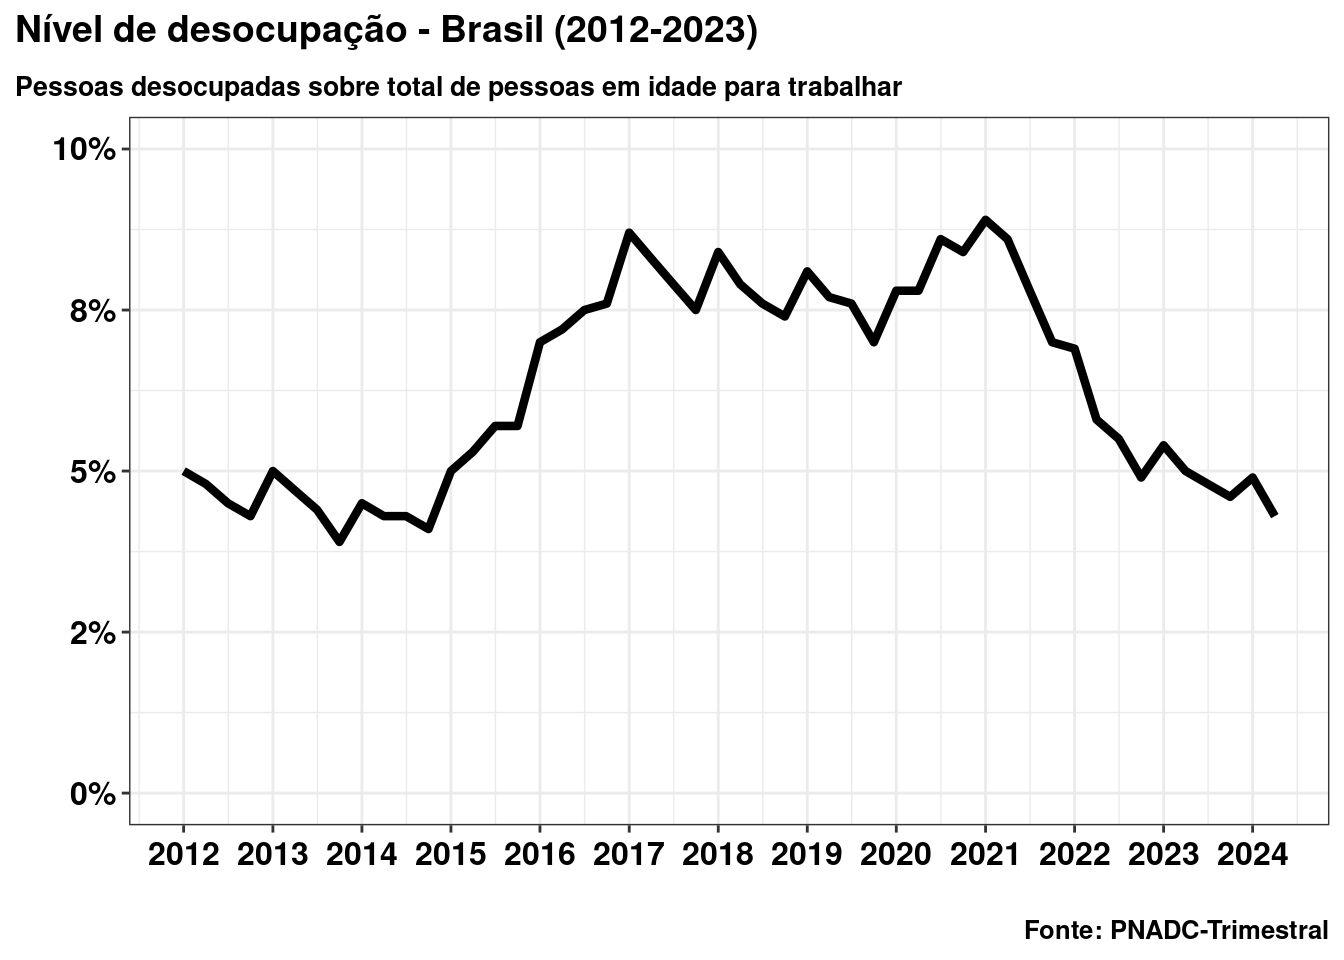 Nível de desocupação - Brasil (2012-2023)
Pessoas desocupadas sobre total de pessoas em idade para trabalhar
10%
8%
5%
2%
0%
2012 2013 2014 2015 2016 2017 2018 2019 2020 2021 2022 2023 2024
Fonte: PNADC-Trimestral